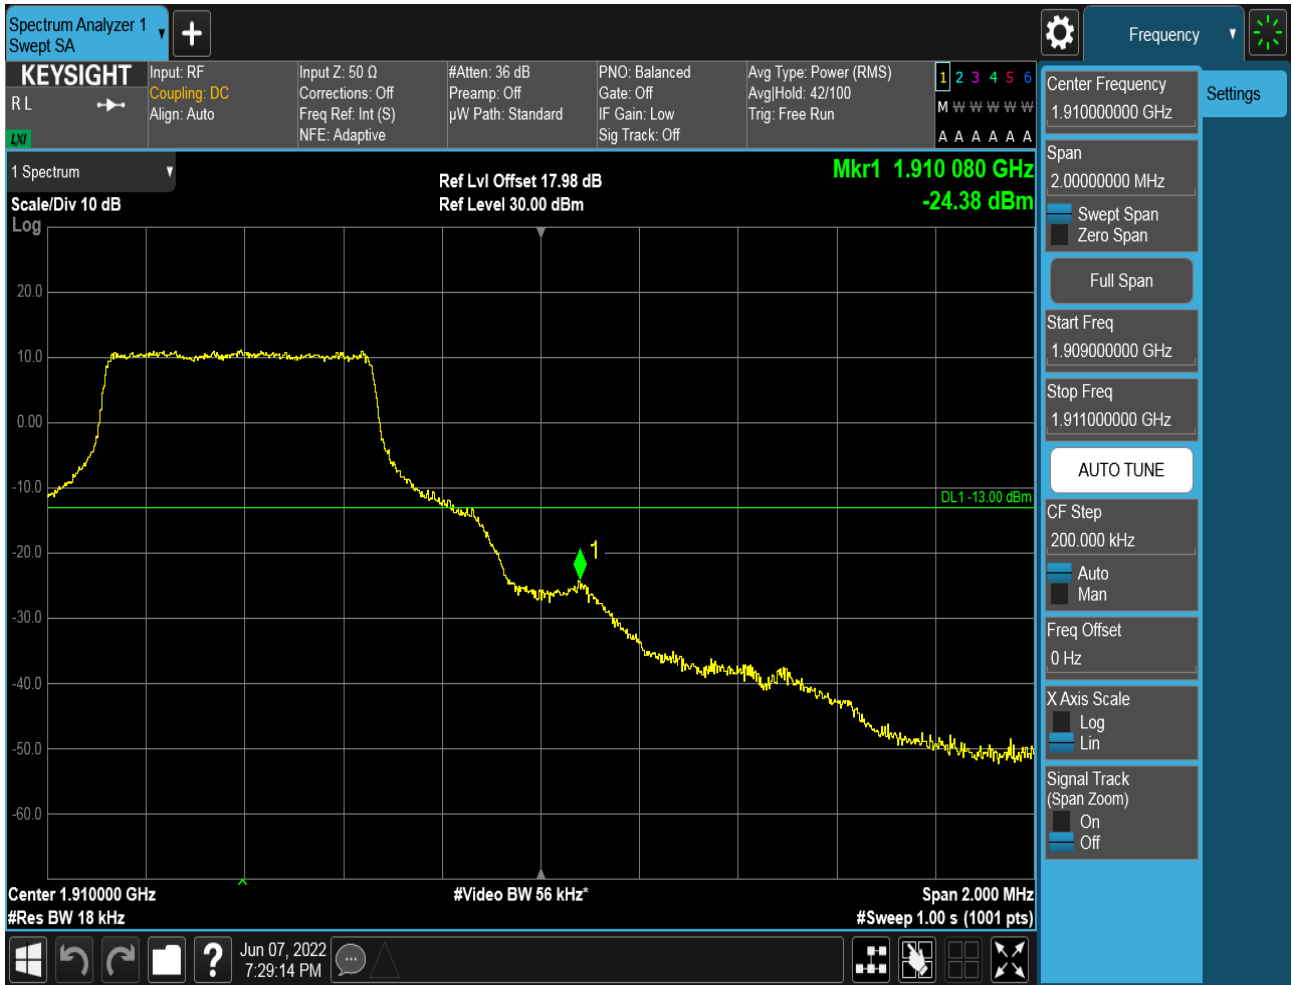 Spectrum Analyzer 1
Swept SA
Frequency
KEYSIGHT
R L
LXI
Input: RF
Coupling: DC
Align: Auto
Input Z: 50 Ω
Corrections: Off
Freq Ref: Int (S)
NFE: Adaptive
#Atten: 36 dB
Preamp: Off
µW Path: Standard
PNO: Balanced
Gate: Off
IF Gain: Low
Sig Track: Off
Avg Type: Power (RMS)
Avg|Hold: 42/100
Trig: Free Run
1 2 3 4 5 6
M W W W W W
A A A A A A
1 Spectrum
Scale/Div 10 dB
Log
Ref Lvl Offset 17.98 dB
Ref Level 30.00 dBm
Mkr1 1.910 080 GHz
-24.38 dBm
20.0
10.0
0.00
-10.0
-20.0
-30.0
-40.0
-50.0
-60.0
DL1 -13.00 dBm
1
Center 1.910000 GHz
#Res BW 18 kHz
#Video BW 56 kHz*
Span 2.000 MHz
#Sweep 1.00 s (1001 pts)
Center Frequency
1.910000000 GHz
Settings
Span
2.00000000 MHz
Swept Span
Zero Span
Full Span
Start Freq
1.909000000 GHz
Stop Freq
1.911000000 GHz
AUTO TUNE
CF Step
200.000 kHz
Auto
Man
Freq Offset
0 Hz
X Axis Scale
Log
Lin
Signal Track
(Span Zoom)
On
Off
?
Jun 07, 2022
7:29:14 PM